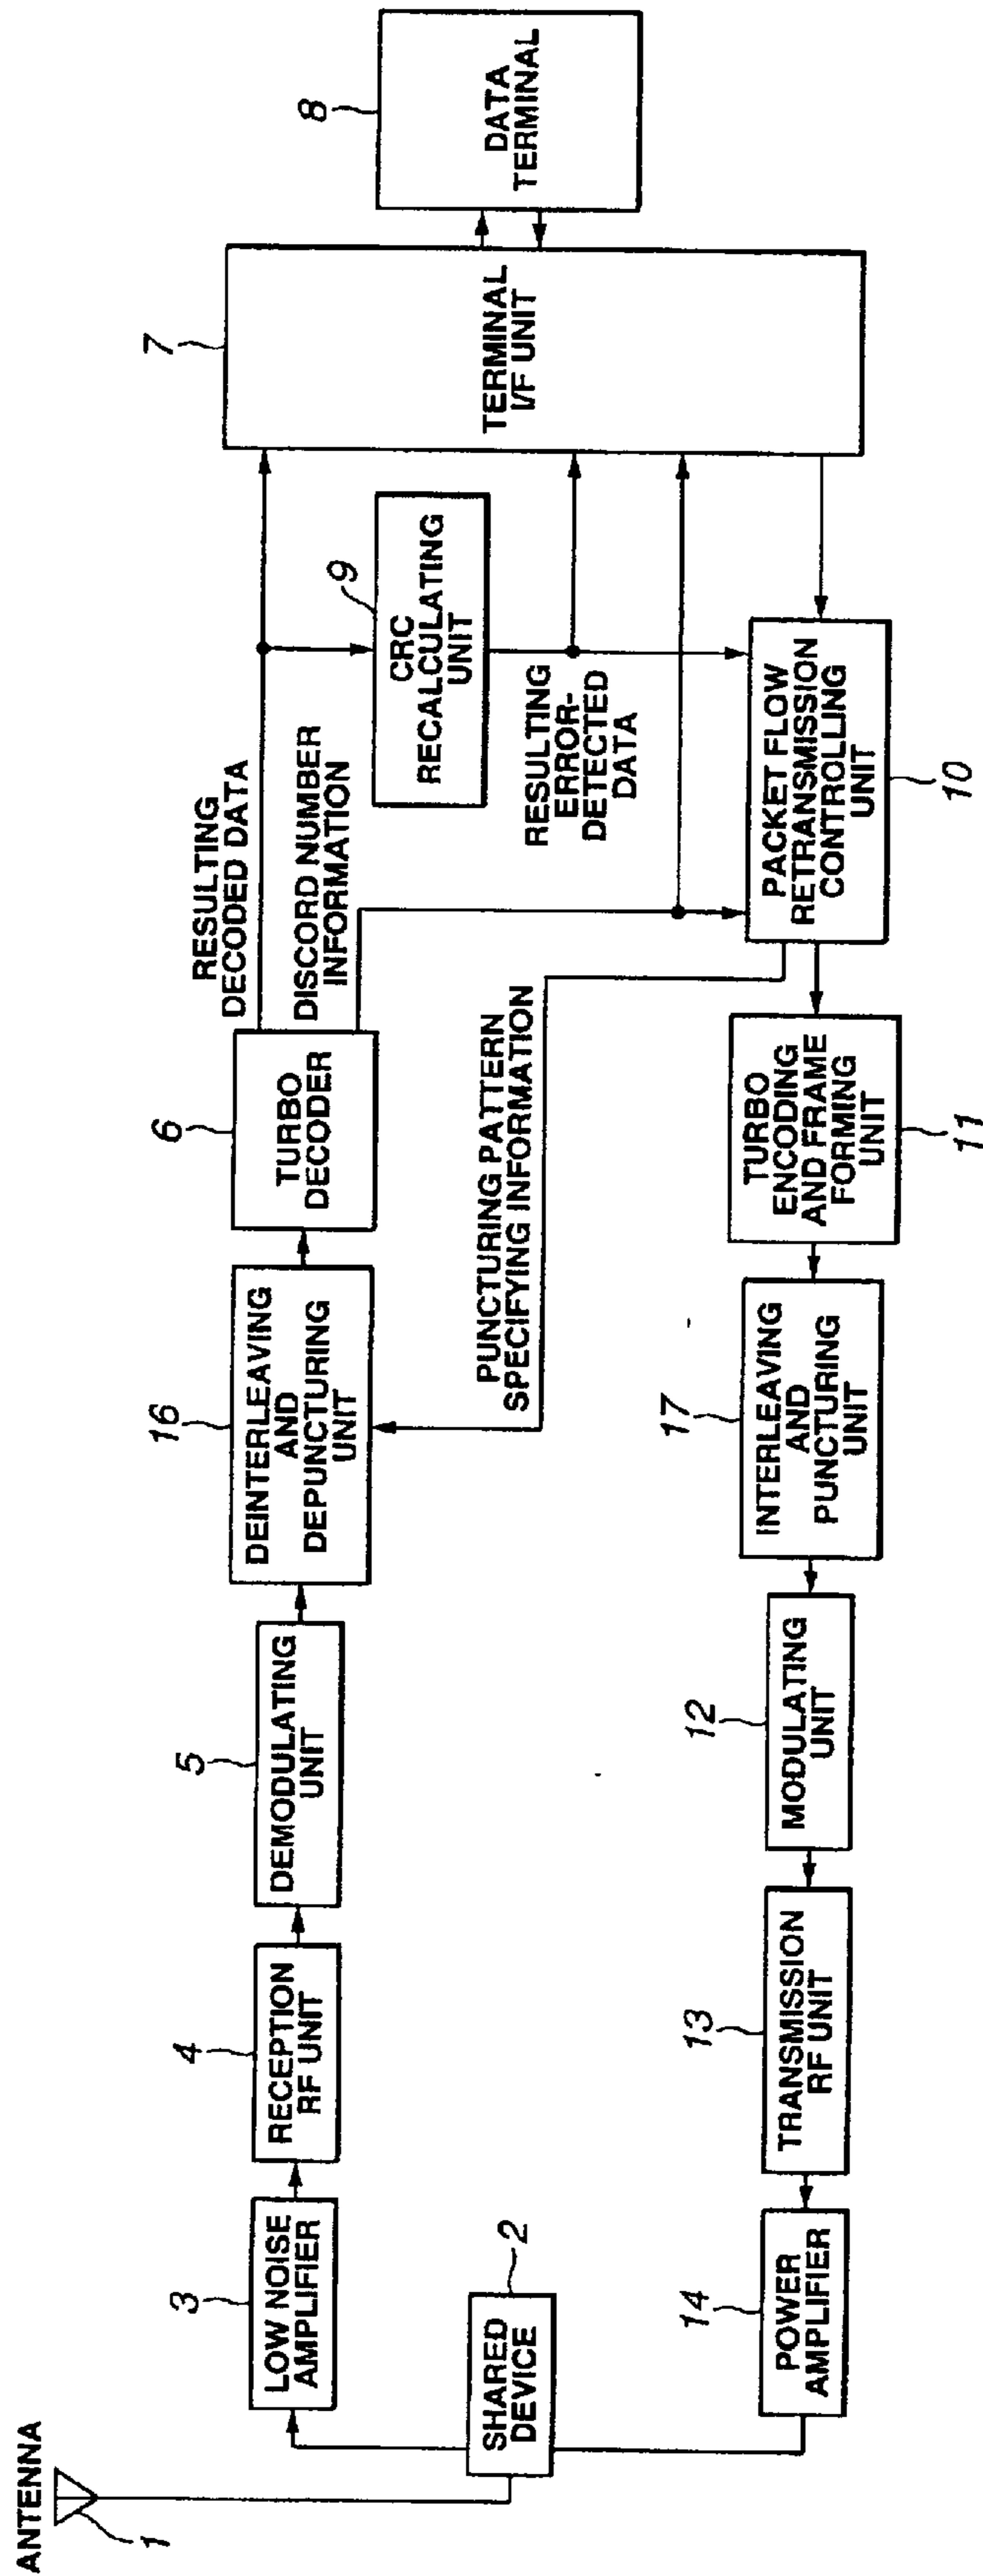 ANTENNA
1
SHARED
DEVICE
2
3
LOW NOISE
AMPLIFIER
4
RECEPTION
RF UNIT
5
DEMODULATING
UNIT
16
DEINTERLEAVING
AND
DEPUNCTURING
UNIT
6
TURBO
DECODER
RESULTING
DECODED DATA
DISCORD NUMBER
INFORMATION
9
CRC
RECALCULATING
UNIT
RESULTING
ERROR-
DETECTED
DATA
7
TERMINAL
I/F UNIT
8
DATA
TERMINAL
PUNCTURING PATTERN
SPECIFYING INFORMATION
PACKET FLOW
RETRANSMISSION
CONTROLLING
UNIT
10
TURBO
ENCODING
AND FRAME
FORMING
UNIT
11
17
INTERLEAVING
AND
PUNCTURING
UNIT
12
MODULATING
UNIT
13
TRANSMISSION
RF UNIT
14
POWER
AMPLIFIER